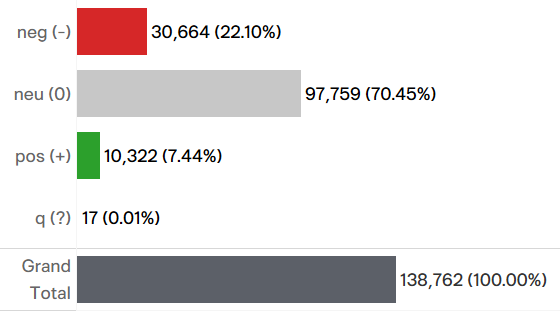 neg (-) 30,664 (22.10%)
neu (0) 97,759 (70.45%)
pos (+) 10,322 (7.44%)
q (?) 17 (0.01%)
Grand
Total 138,762 (100.00%)